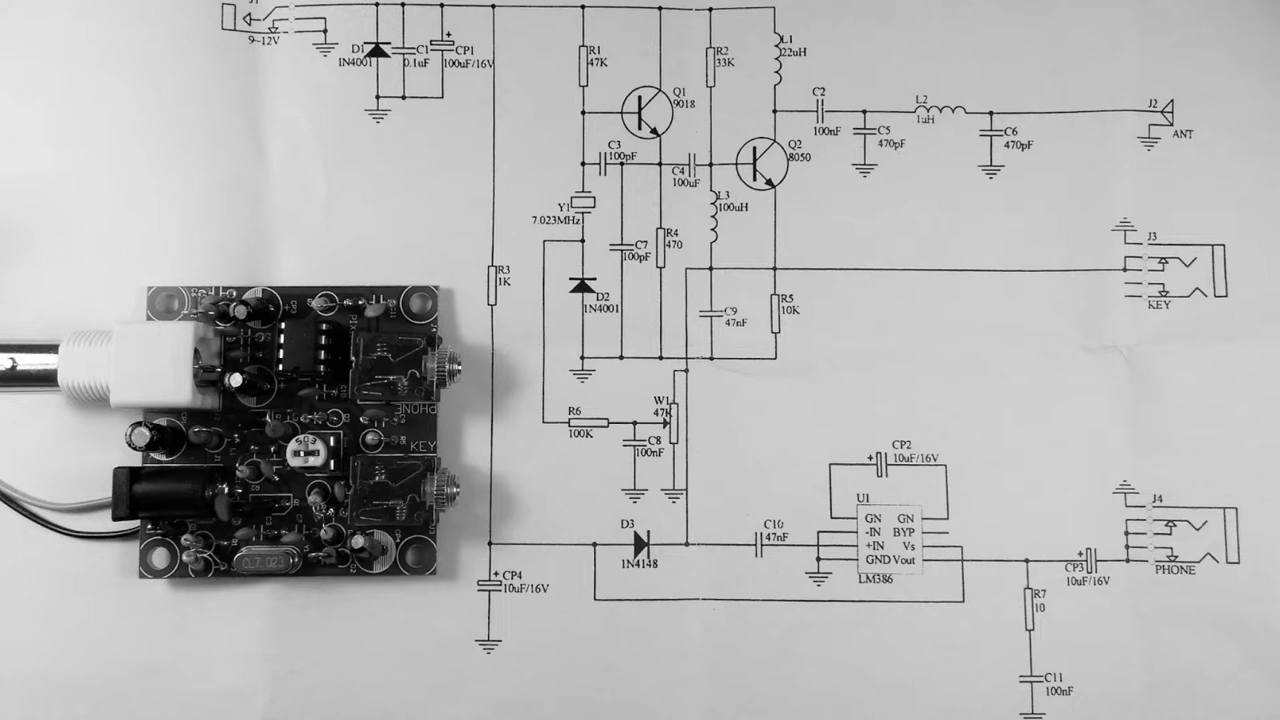 J1
9~12V
D1
1N4001
C1
0.1uF
+
CP1
100uF/16V
R1
47K
Q1
9018
R2
33K
L1
22uH
C2
100nF
C5
470pF
L2
1uH
C6
470pF
J2
ANT
Q2
8050
C3
100pF
C4
100uF
Y1
7.023MHz
L3
100uH
R4
470
C7
100pF
R3
1K
D2
1N4001
C9
47nF
R5
10K
J3
KEY
R6
100K
W1
47K
C8
100nF
+
CP2
10uF/16V
U1
GN GN
-IN BYP
+IN Vs
GND Vout
LM386
D3
1N4148
C10
47nF
+
CP4
10uF/16V
+
CP3
10uF/16V
J4
PHONE
R7
10
C11
100nF
PHONE
KEY
503
CL7.023